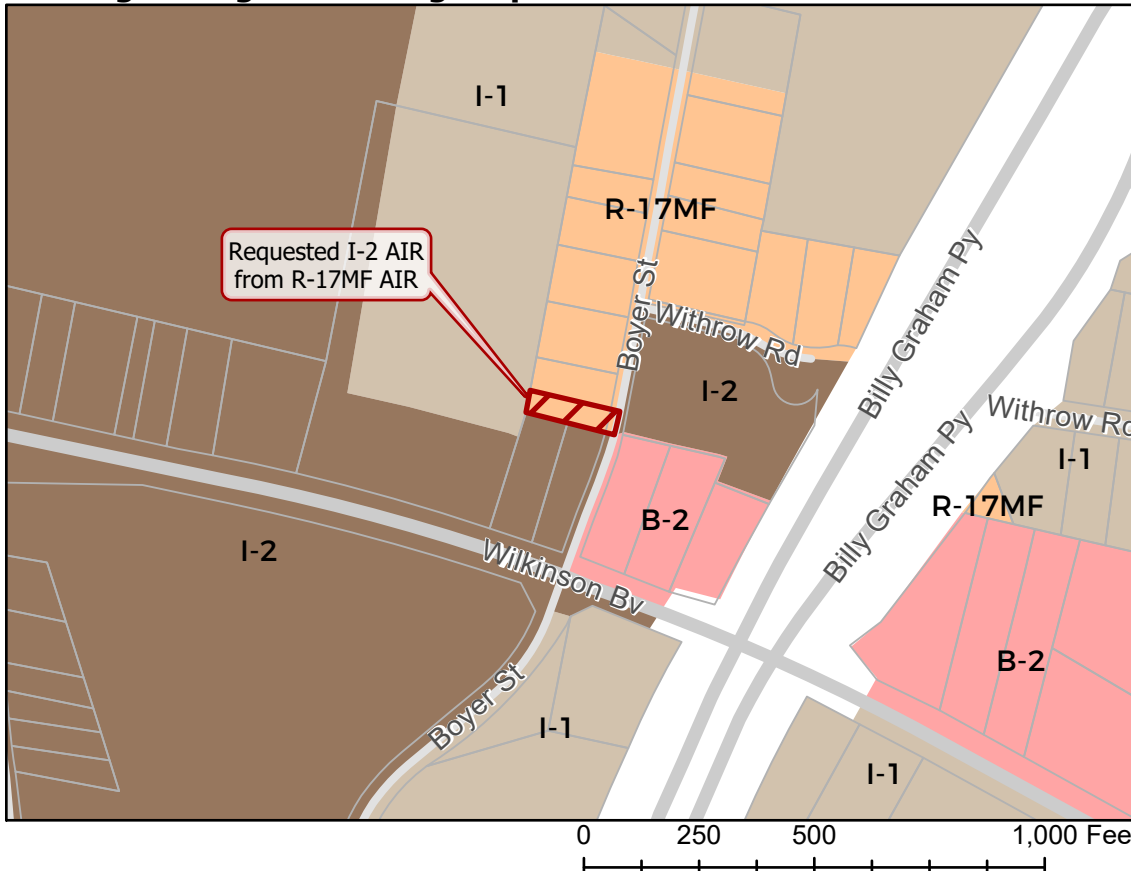 I-1
R-17MF
Requested I-2 AIR
from R-17MF AIR
Boyer St
Withrow Rd
Billy Graham Py
I-2
Withrow Rd
I-1
Billy Graham Py
R-17MF
B-2
I-2
Wilkinson Bv
B-2
Boyer St
I-1
I-1
0 250 500 1,000 Fee